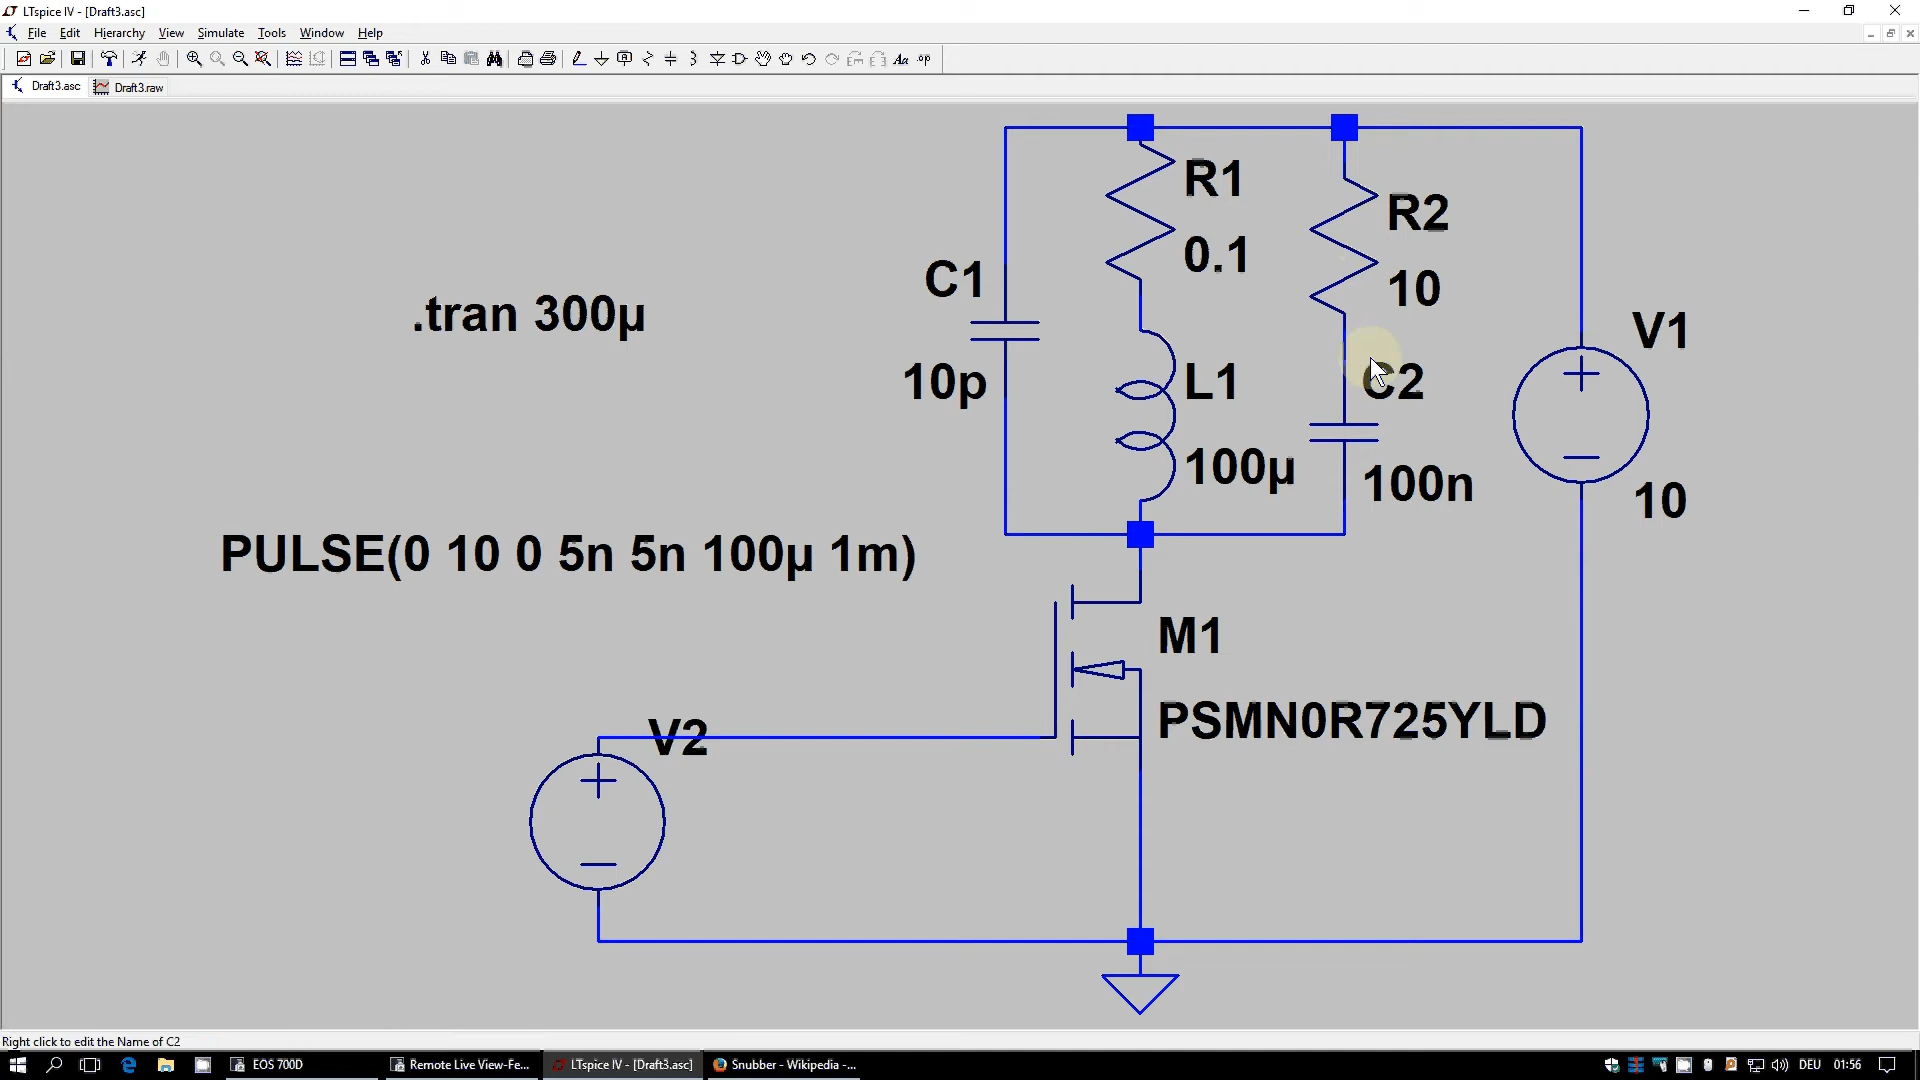 LTspice IV - [Draft3.asc]
File Edit Hierarchy View Simulate Tools Window Help
Aa .op
Draft3.asc Draft3.raw
R1
0.1
R2
10
C1
10p
.tran 300µ
L1
100µ
C2
100n
V1
10
PULSE(0 10 0 5n 5n 100µ 1m)
M1
PSMN0R725YLD
V2
Right click to edit the Name of C2
EOS 700D Remote Live View-Fe... LTspice IV - [Draft3.asc] Snubber - Wikipedia -... DEU 01:56